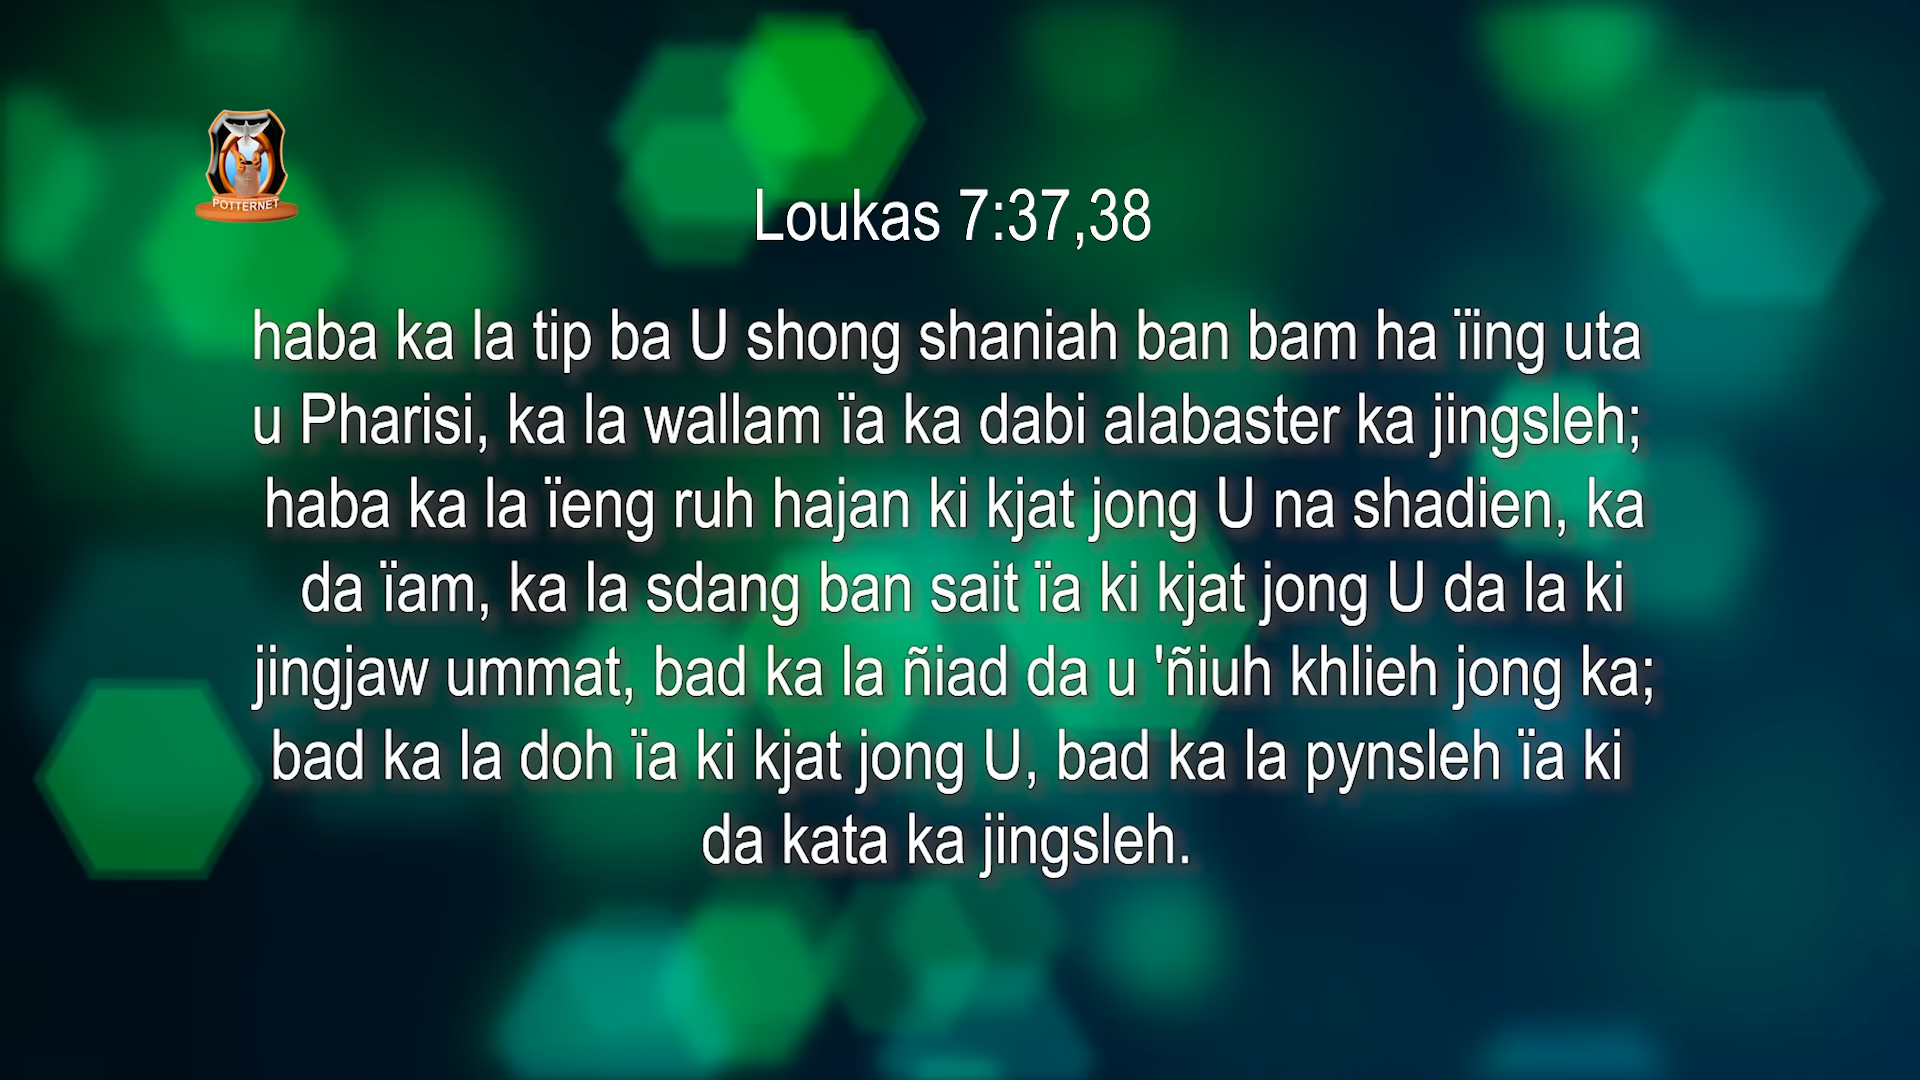 POTTERNET
Loukas 7:37,38
haba ka la tip ba U shong shaniah ban bam ha ïing uta
u Pharisi, ka la wallam ïa ka dabi alabaster ka jingsleh;
haba ka la ïeng ruh hajan ki kjat jong U na shadien, ka
da ïam, ka la sdang ban sait ïa ki kjat jong U da la ki
jingjaw ummat, bad ka la ñiad da u 'ñiuh khlieh jong ka;
bad ka la doh ïa ki kjat jong U, bad ka la pynsleh ïa ki
da kata ka jingsleh.